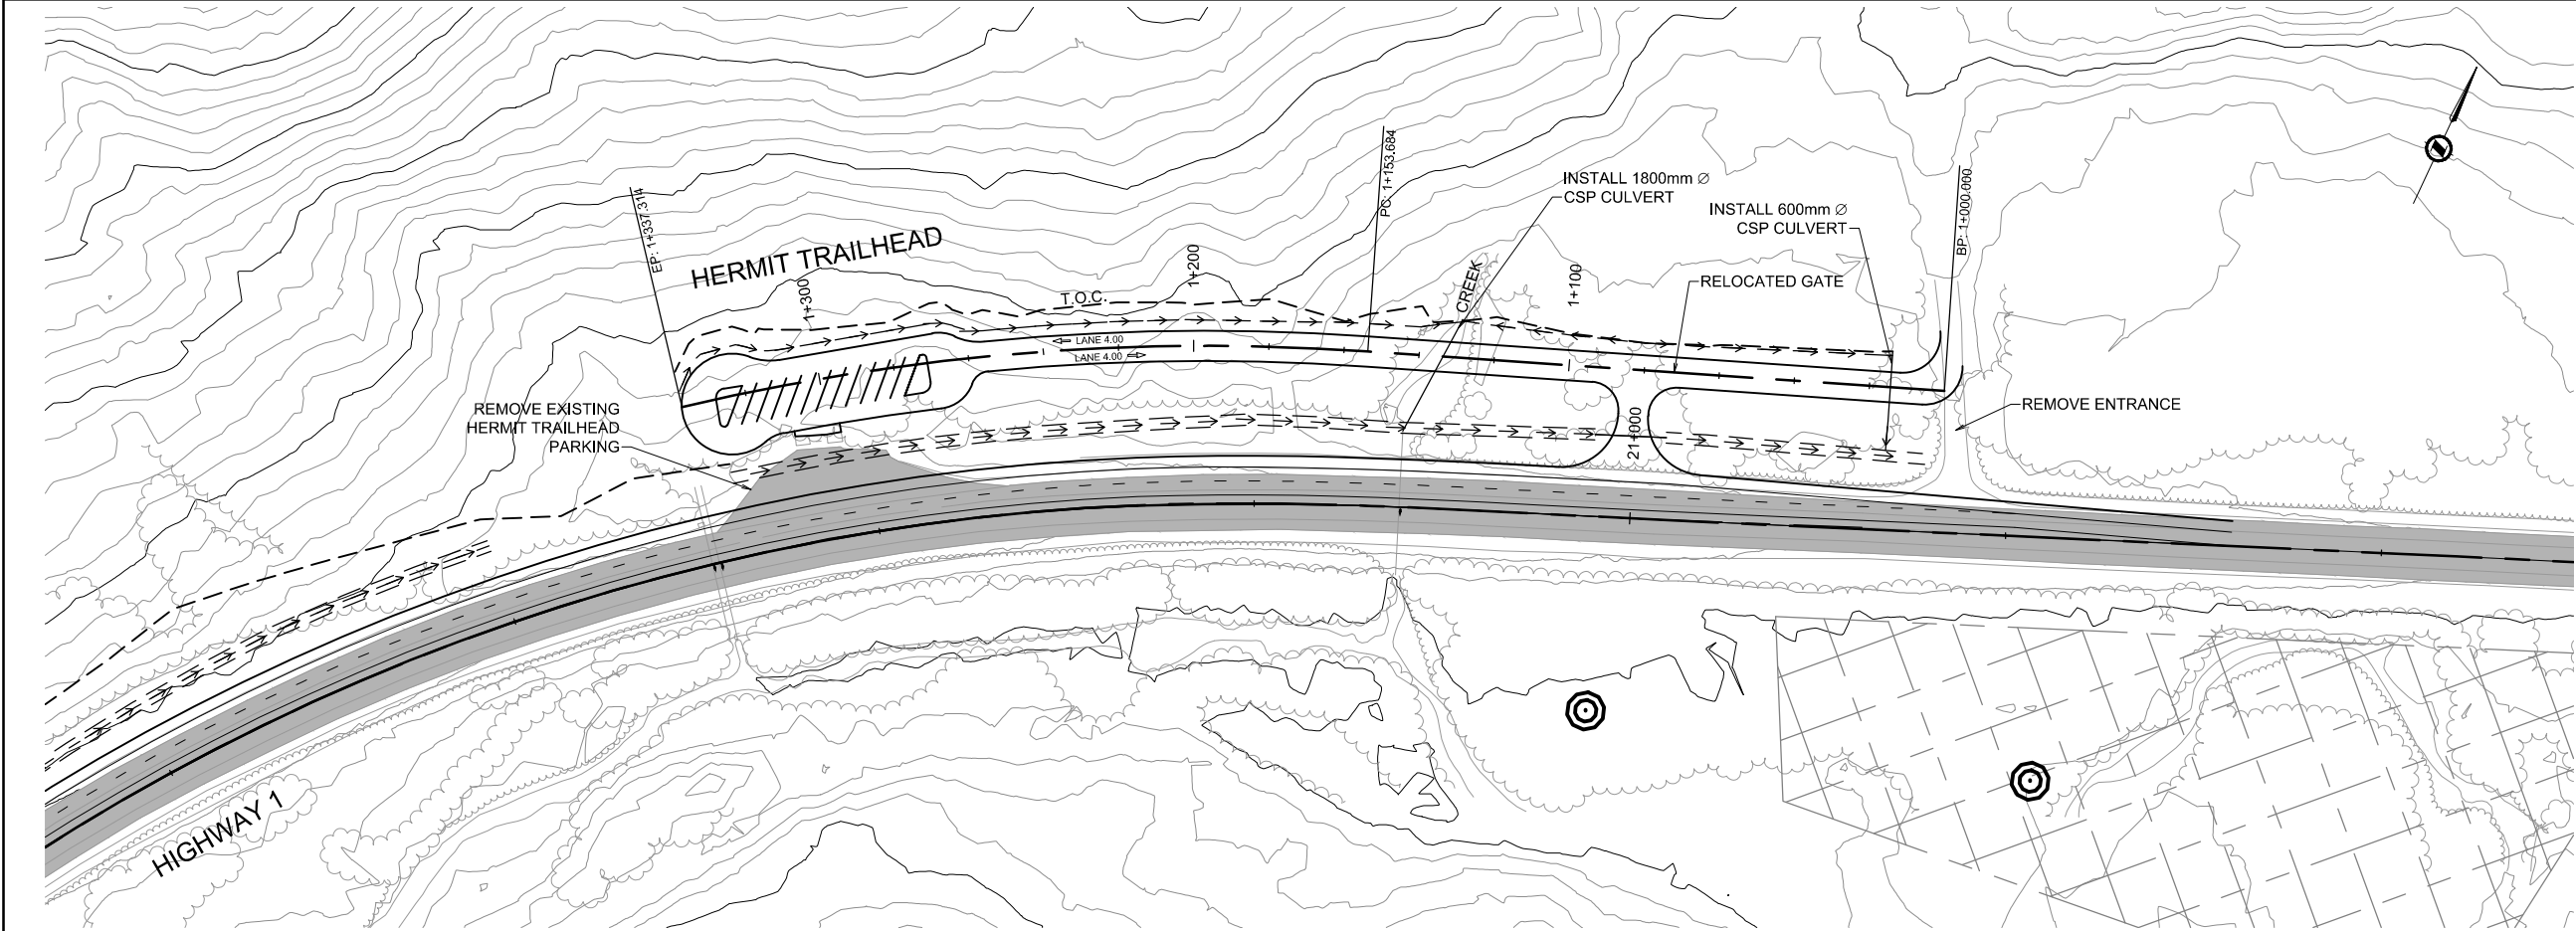 PC: 1+153.684
INSTALL 1800mm Ø
CSP CULVERT
BP: 1+000.000
EP: 1+337.314
INSTALL 600mm Ø
CSP CULVERT
HERMIT TRAILHEAD
1+300
T.O.C.
1+200
CREEK
1+100
RELOCATED GATE
LANE 4.00
LANE 4.00
REMOVE EXISTING
HERMIT TRAILHEAD
PARKING
21+000
REMOVE ENTRANCE
HIGHWAY 1